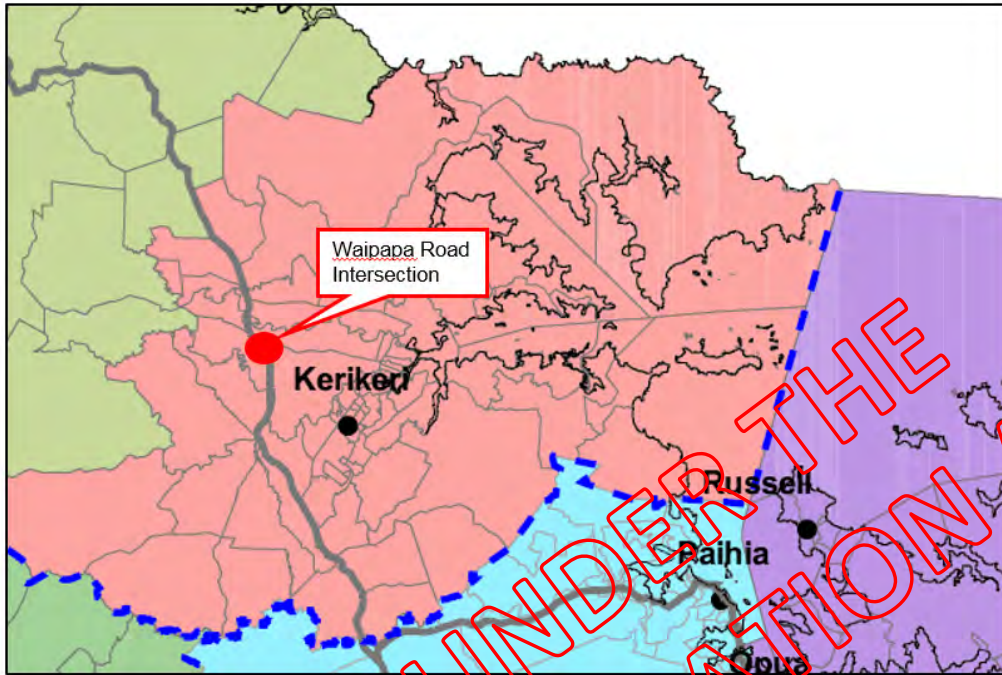 Waipapa Road
Intersection
Kerikeri
Russell
Paihia
Opua
UNDER THE
ATION